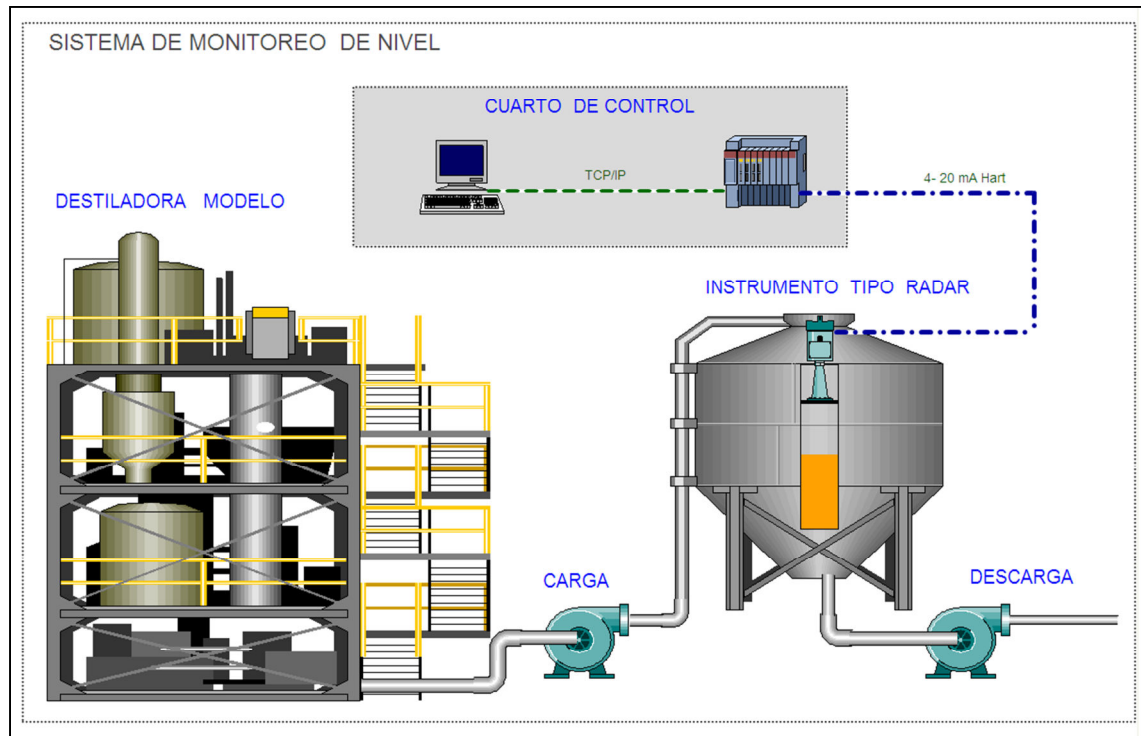 SISTEMA DE MONITOREO DE NIVEL
CUARTO DE CONTROL
TCP/IP
4- 20 mA Hart
DESTILADORA MODELO
INSTRUMENTO TIPO RADAR
CARGA
DESCARGA